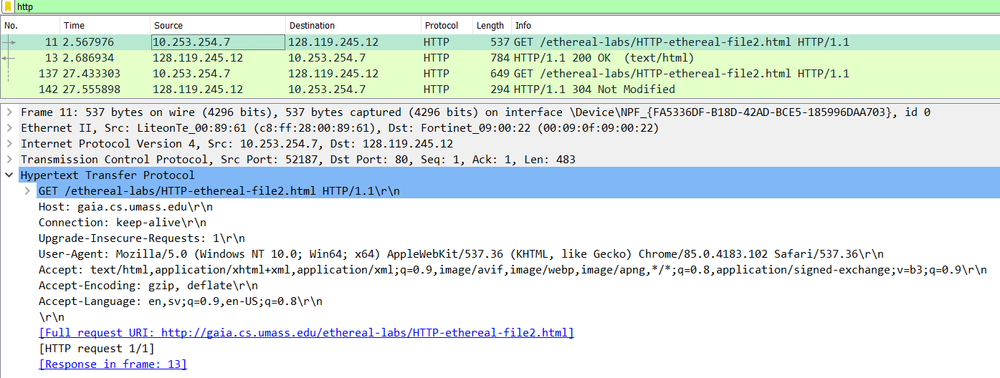 http
No. Time Source Destination Protocol Length Info
11 2.567976 10.253.254.7 128.119.245.12 HTTP 537 GET /ethereal-labs/HTTP-ethereal-file2.html HTTP/1.1
13 2.686934 128.119.245.12 10.253.254.7 HTTP 784 HTTP/1.1 200 OK  (text/html)
137 27.433303 10.253.254.7 128.119.245.12 HTTP 649 GET /ethereal-labs/HTTP-ethereal-file2.html HTTP/1.1
142 27.555898 128.119.245.12 10.253.254.7 HTTP 294 HTTP/1.1 304 Not Modified
Frame 11: 537 bytes on wire (4296 bits), 537 bytes captured (4296 bits) on interface \Device\NPF_{FA5336DF-B18D-42AD-BCE5-185996DAA703}, id 0
Ethernet II, Src: LiteonTe_00:89:61 (c8:ff:28:00:89:61), Dst: Fortinet_09:00:22 (00:09:0f:09:00:22)
Internet Protocol Version 4, Src: 10.253.254.7, Dst: 128.119.245.12
Transmission Control Protocol, Src Port: 52187, Dst Port: 80, Seq: 1, Ack: 1, Len: 483
Hypertext Transfer Protocol
GET /ethereal-labs/HTTP-ethereal-file2.html HTTP/1.1\r\n
Host: gaia.cs.umass.edu\r\n
Connection: keep-alive\r\n
Upgrade-Insecure-Requests: 1\r\n
User-Agent: Mozilla/5.0 (Windows NT 10.0; Win64; x64) AppleWebKit/537.36 (KHTML, like Gecko) Chrome/85.0.4183.102 Safari/537.36\r\n
Accept: text/html,application/xhtml+xml,application/xml;q=0.9,image/avif,image/webp,image/apng,*/*;q=0.8,application/signed-exchange;v=b3;q=0.9\r\n
Accept-Encoding: gzip, deflate\r\n
Accept-Language: en,sv;q=0.9,en-US;q=0.8\r\n
\r\n
[Full request URI: http://gaia.cs.umass.edu/ethereal-labs/HTTP-ethereal-file2.html]
[HTTP request 1/1]
[Response in frame: 13]